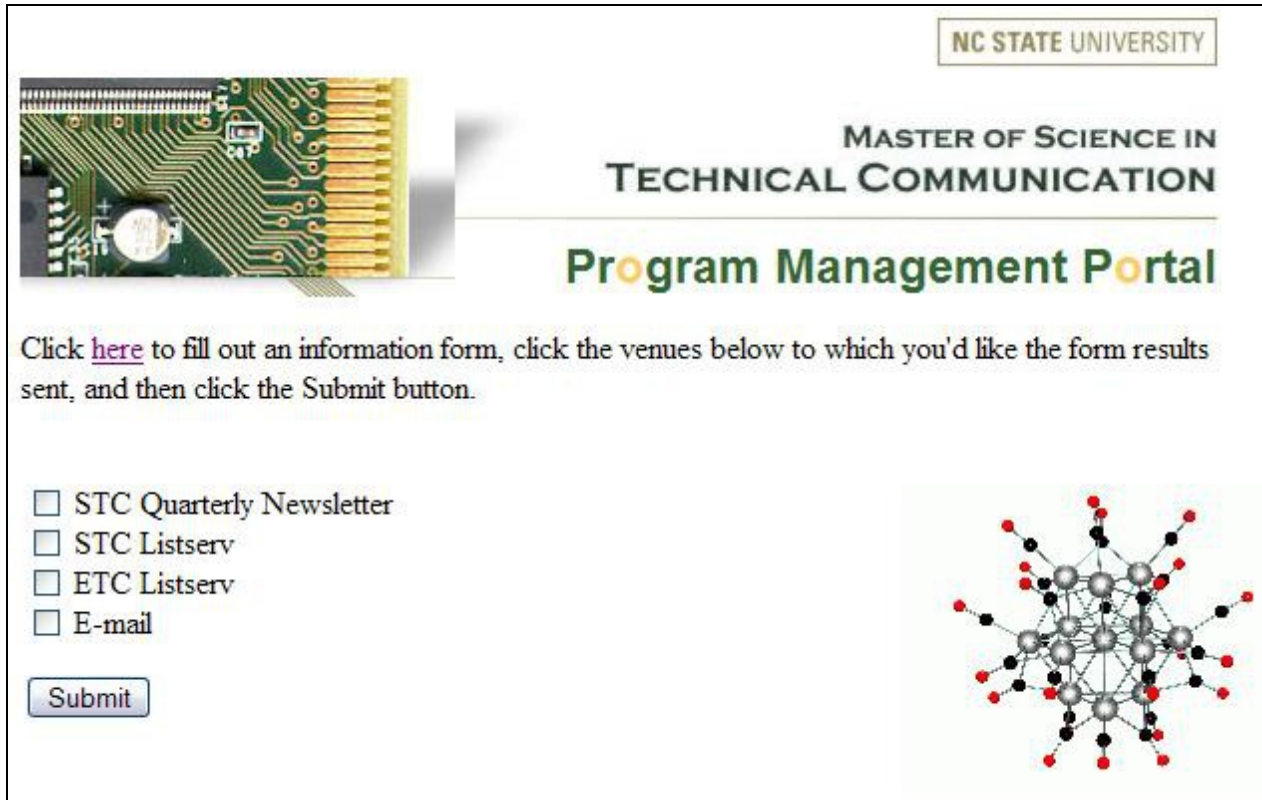 NC STATE UNIVERSITY
C67
MASTER OF SCIENCE IN
TECHNICAL COMMUNICATION
Program Management Portal
Click here to fill out an information form, click the venues below to which you'd like the form results
sent, and then click the Submit button.
STC Quarterly Newsletter
STC Listserv
ETC Listserv
E-mail
Submit